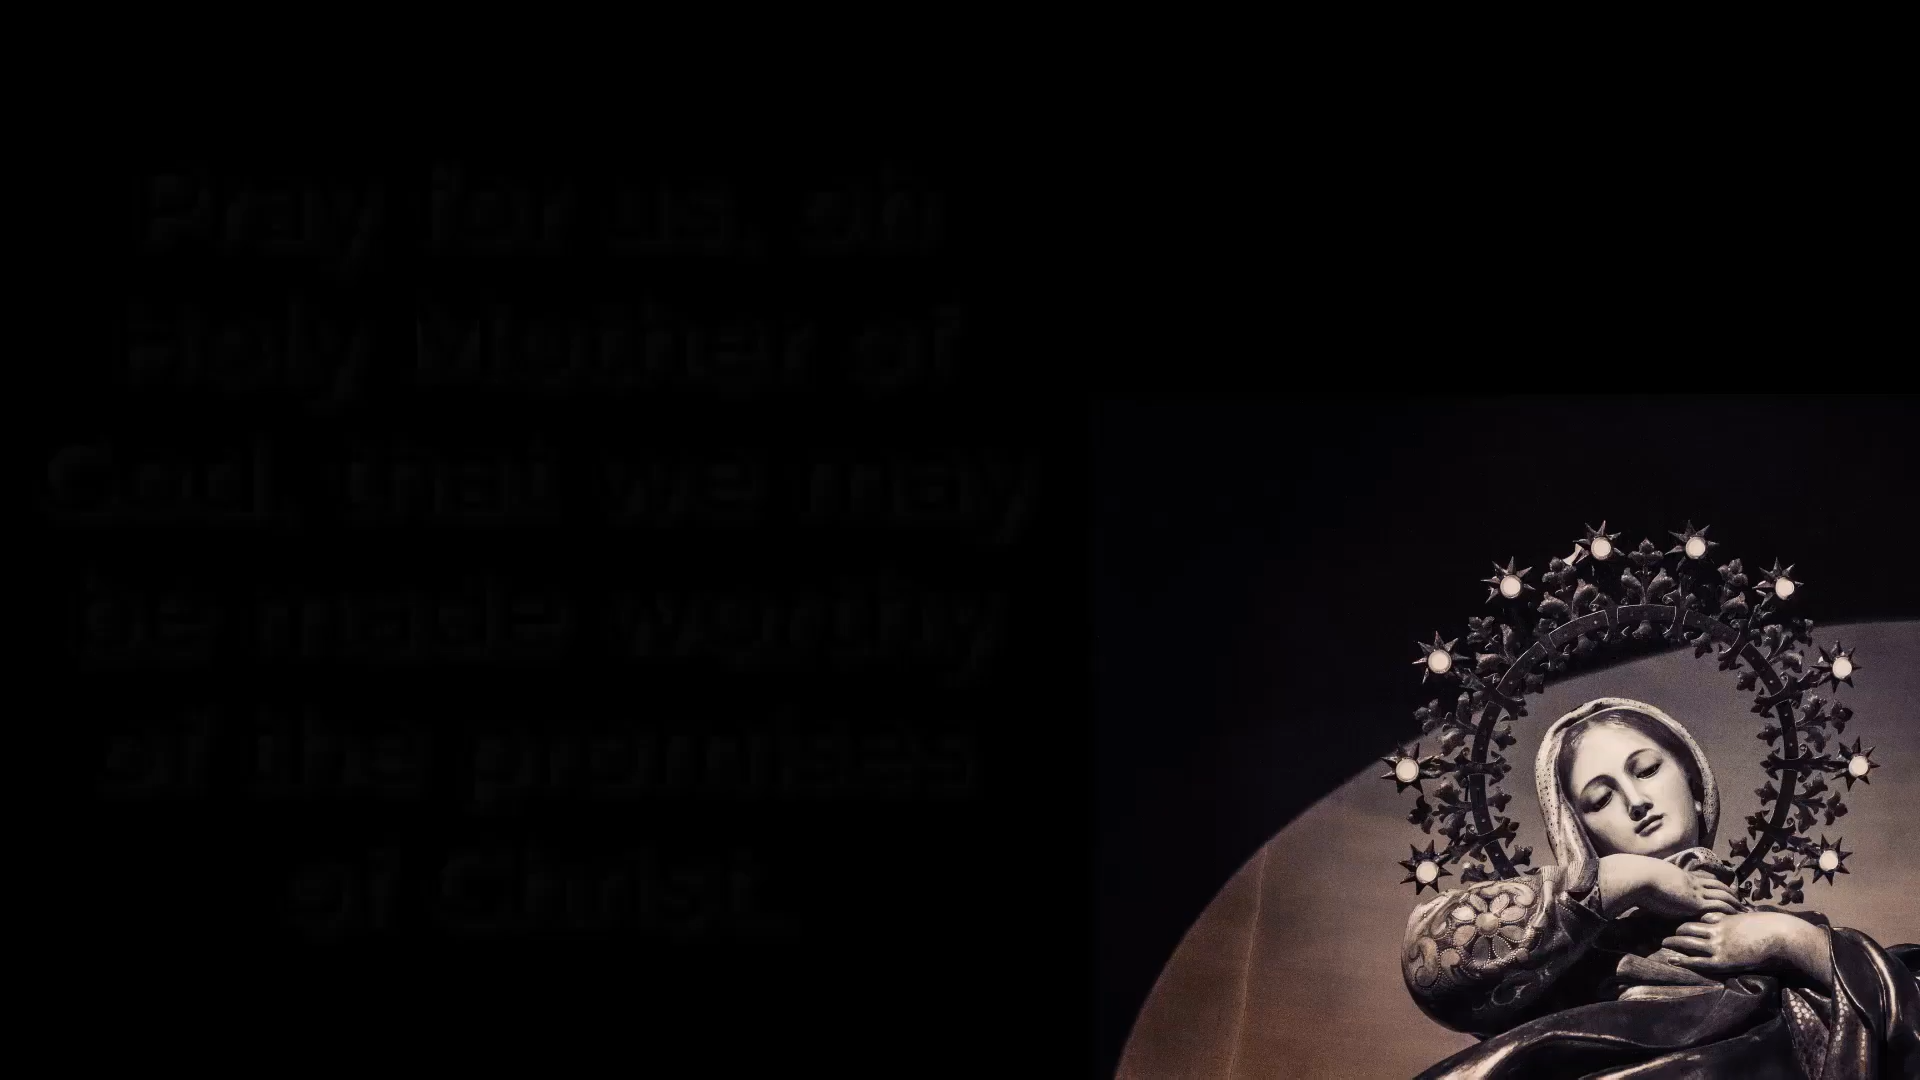 Pray for us, oh
Holy Mother of
God, that we may
be made worthy
of the promises
of Christ.